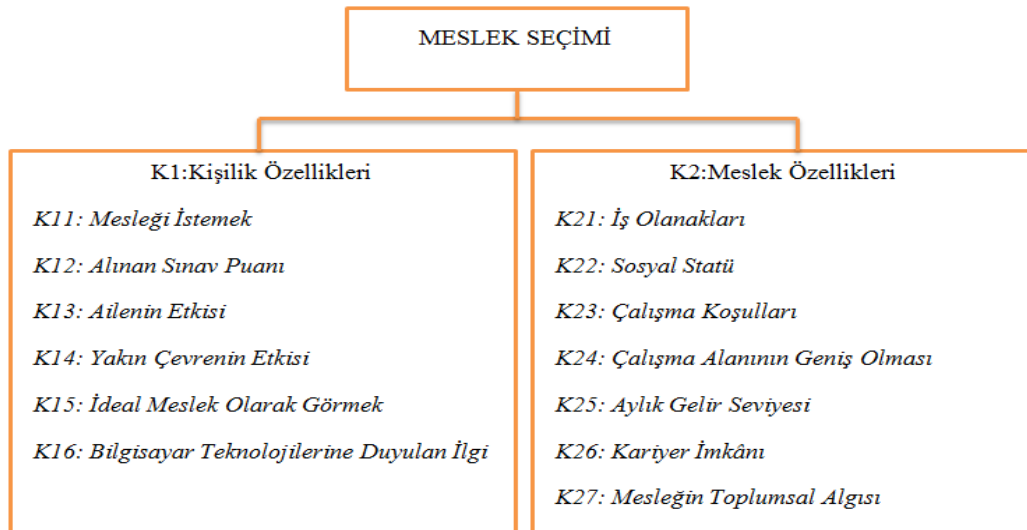 MESLEK SEÇİMİ
K1:Kişilik Özellikleri
K11: Mesleği İstemek
K12: Alınan Sınav Puanı
K13: Ailenin Etkisi
K14: Yakın Çevrenin Etkisi
K15: İdeal Meslek Olarak Görmek
K16: Bilgisayar Teknolojilerine Duyulan İlgi
K2:Meslek Özellikleri
K21: İş Olanakları
K22: Sosyal Statü
K23: Çalışma Koşulları
K24: Çalışma Alanının Geniş Olması
K25: Aylık Gelir Seviyesi
K26: Kariyer İmkânı
K27: Mesleğin Toplumsal Algısı